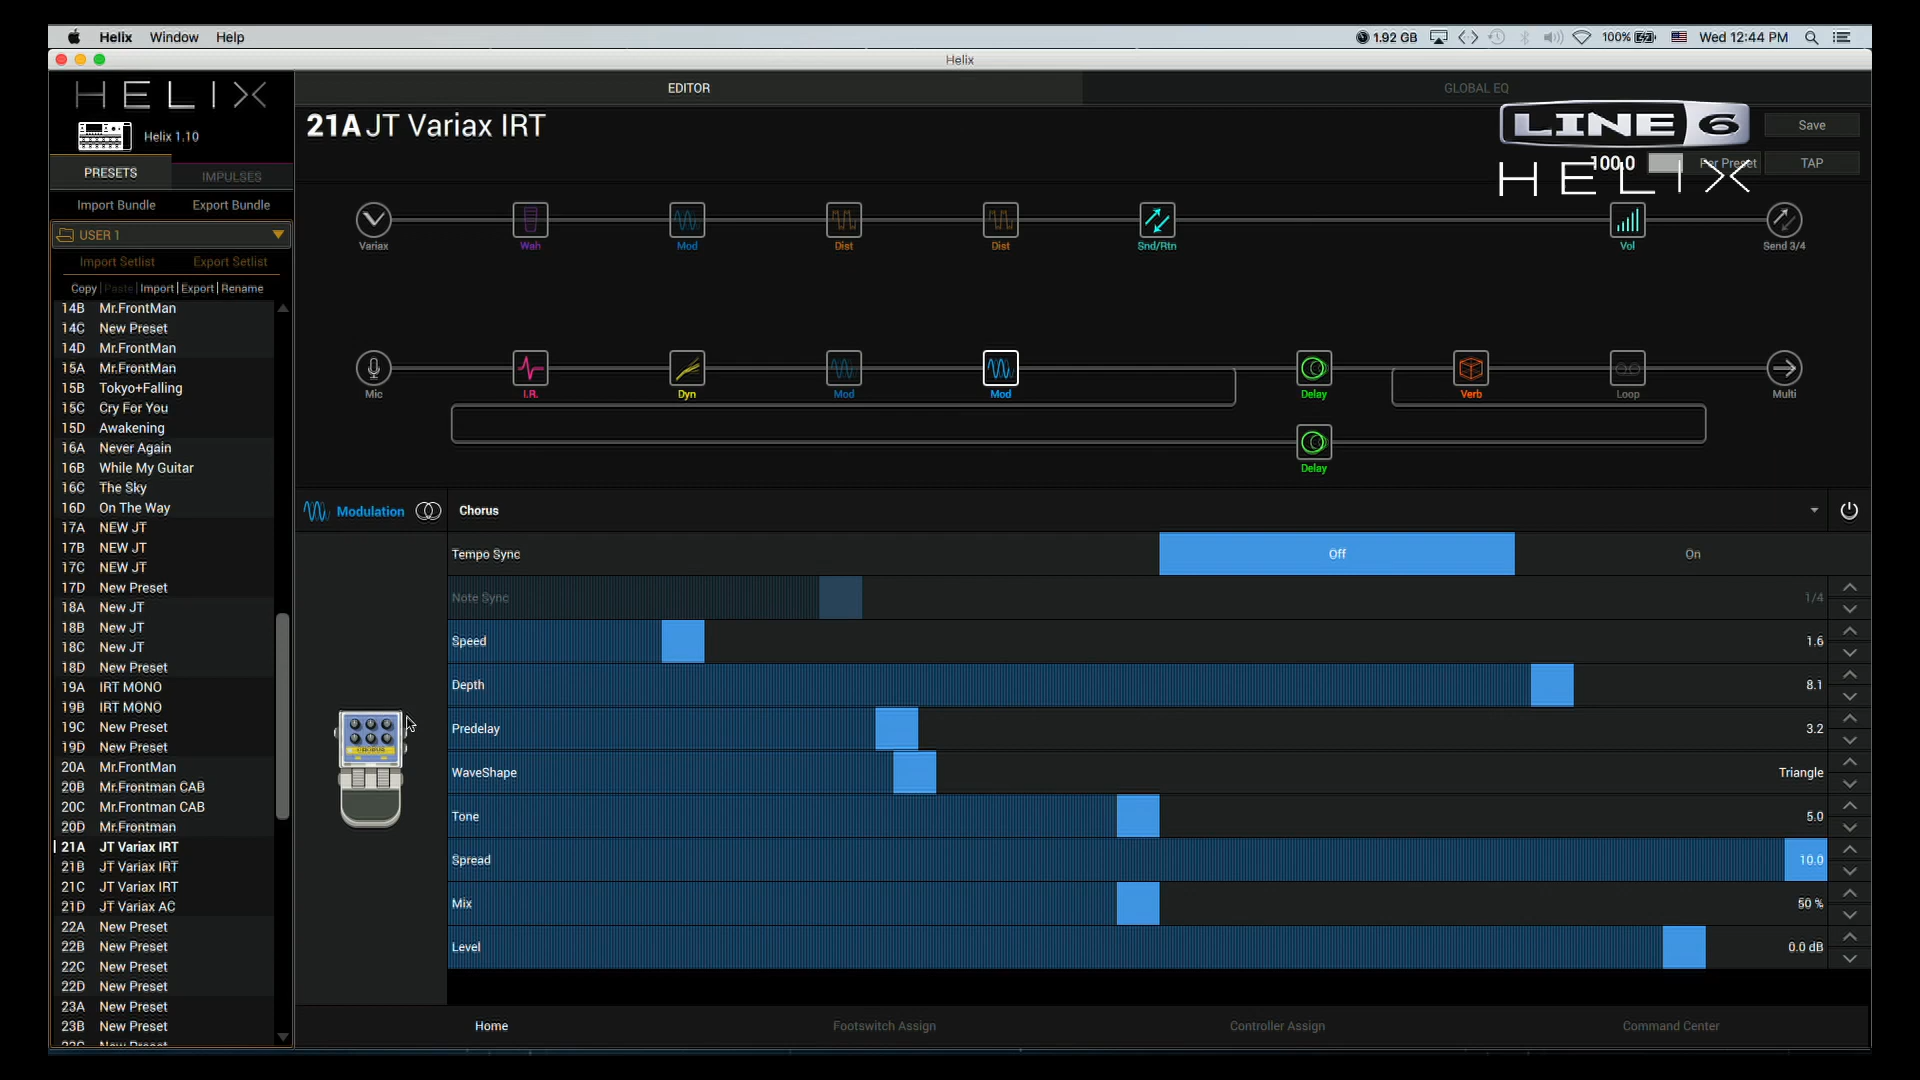 Helix Window Help
1.92 GB 100% Wed 12:44 PM
Helix
HELIX
Helix 1.10
PRESETS IMPULSES
Import Bundle Export Bundle
USER 1
Import Setlist Export Setlist
Copy | Paste | Import | Export | Rename
14B Mr.FrontMan
14C New Preset
14D Mr.FrontMan
15A Mr.FrontMan
15B Tokyo+Falling
15C Cry For You
15D Awakening
16A Never Again
16B While My Guitar
16C The Sky
16D On The Way
17A NEW JT
17B NEW JT
17C NEW JT
17D New Preset
18A New JT
18B New JT
18C New JT
18D New Preset
19A IRT MONO
19B IRT MONO
19C New Preset
19D New Preset
20A Mr.FrontMan
20B Mr.Frontman CAB
20C Mr.Frontman CAB
20D Mr.Frontman
21A JT Variax IRT
21B JT Variax IRT
21C JT Variax IRT
21D JT Variax AC
22A New Preset
22B New Preset
22C New Preset
22D New Preset
23A New Preset
23B New Preset
23C New Preset
EDITOR GLOBAL EQ
21A JT Variax IRT
LINE 6
HELIX
Save
100.0 Per Preset TAP
Variax Wah Mod Dist Dist Snd/Rtn Vol Send 3/4
Mic I.R. Dyn Mod Mod Delay Verb Loop Multi
Delay
Modulation Chorus
Tempo Sync Off On
Note Sync 1/4
Speed 1.6
Depth 8.1
Predelay 3.2
WaveShape Triangle
Tone 5.0
Spread 10.0
Mix 50 %
Level 0.0 dB
Home Footswitch Assign Controller Assign Command Center